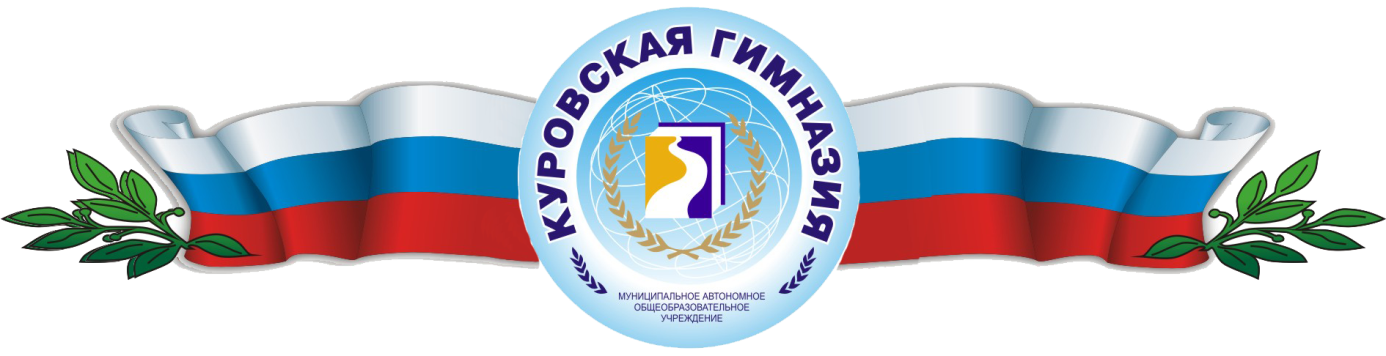 КУРОВСКАЯ ГИМНАЗИЯ
МУНИЦИПАЛЬНОЕ АВТОНОМНОЕ
ОБЩЕОБРАЗОВАТЕЛЬНОЕ
УЧРЕЖДЕНИЕ